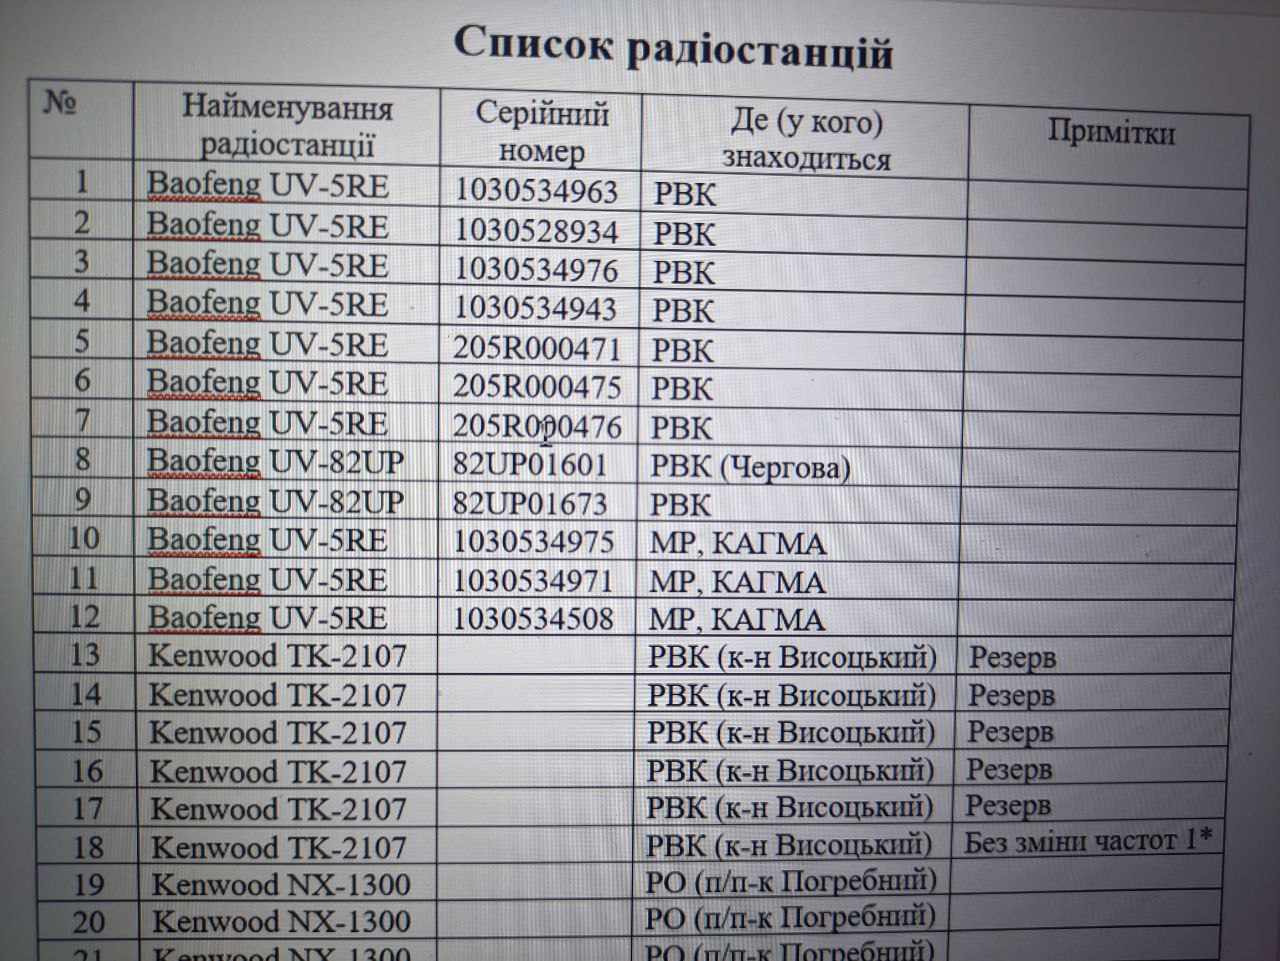 Список радіостанцій
№ Найменування радіостанції Серійний номер Де (у кого) знаходиться Примітки
1 Baofeng UV-5RE 1030534963 РВК
2 Baofeng UV-5RE 1030528934 РВК
3 Baofeng UV-5RE 1030534976 РВК
4 Baofeng UV-5RE 1030534943 РВК
5 Baofeng UV-5RE 205R000471 РВК
6 Baofeng UV-5RE 205R000475 РВК
7 Baofeng UV-5RE 205R000476 РВК
8 Baofeng UV-82UP 82UP01601 РВК (Чергова)
9 Baofeng UV-82UP 82UP01673 РВК
10 Baofeng UV-5RE 1030534975 МР, КАГМА
11 Baofeng UV-5RE 1030534971 МР, КАГМА
12 Baofeng UV-5RE 1030534508 МР, КАГМА
13 Kenwood TK-2107 РВК (к-н Висоцький) Резерв
14 Kenwood TK-2107 РВК (к-н Висоцький) Резерв
15 Kenwood TK-2107 РВК (к-н Висоцький) Резерв
16 Kenwood TK-2107 РВК (к-н Висоцький) Резерв
17 Kenwood TK-2107 РВК (к-н Висоцький) Резерв
18 Kenwood TK-2107 РВК (к-н Висоцький) Без зміни частот 1*
19 Kenwood NX-1300 РО (п/п-к Погребний)
20 Kenwood NX-1300 РО (п/п-к Погребний)
21 Kenwood NX-1300 РО (п/п-к Погребний)